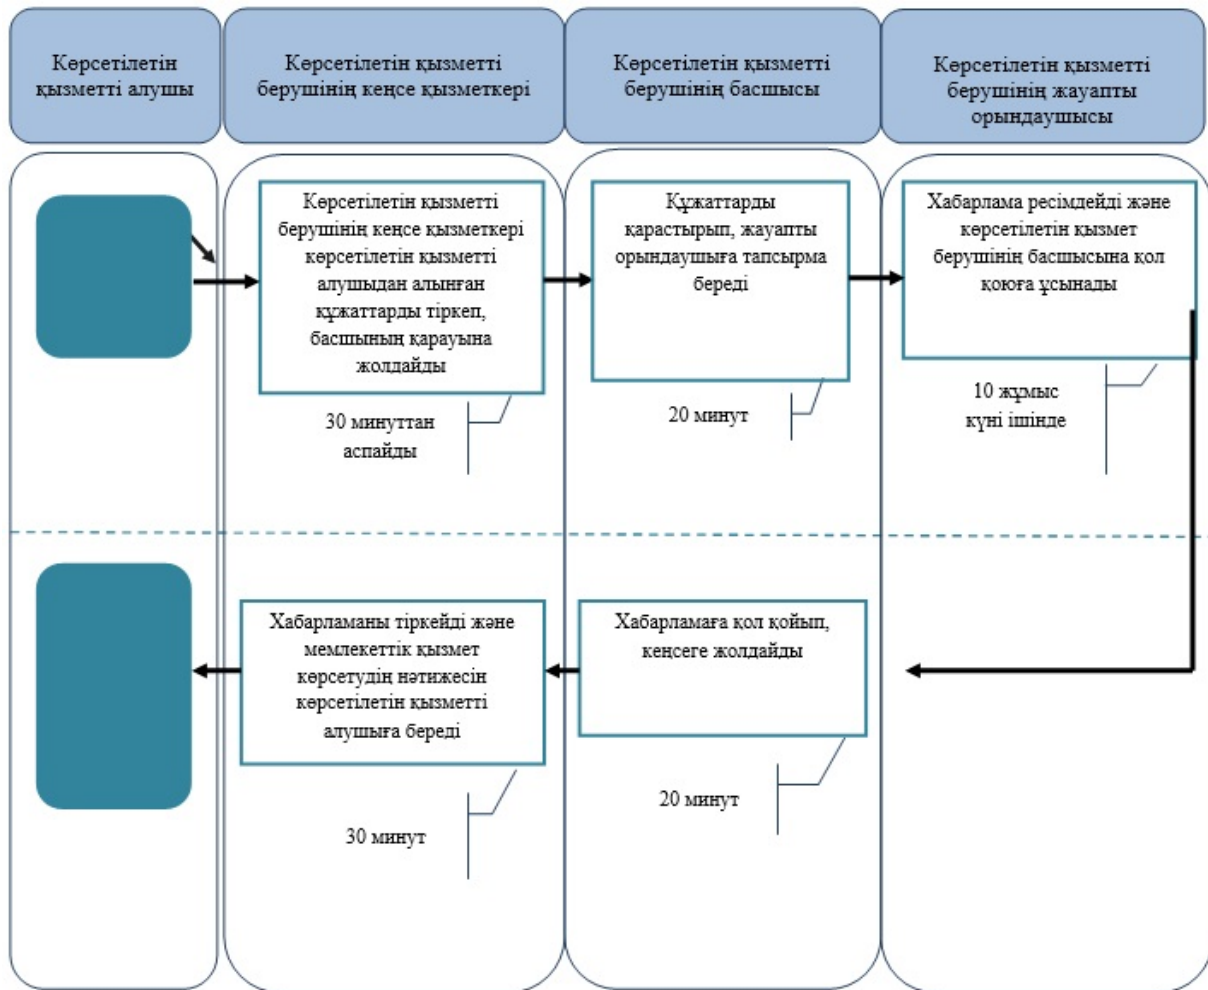 Көрсетілетін
қызметті алушы
Көрсетілетін қызметті
берушінің кеңсе қызметкері
Көрсетілетін қызметті
берушінің басшысы
Көрсетілетін қызметті
берушінің жауапты
орындаушысы
Көрсетілетін қызметті
берушінің кеңсе қызметкері
көрсетілетін қызметті
алушыдан алынған
құжаттарды тіркеп,
басшының қарауына
жолдайды
30 минуттан
аспайды
Құжаттарды
қарастырып, жауапты
орындаушыға тапсырма
береді
20 минут
Хабарлама ресімдейді және
көрсетілетін қызмет
берушінің басшысына қол
қоюға ұсынады
10 жұмыс
күні ішінде
Хабарламаны тіркейді және
мемлекеттік қызмет
көрсетудің нәтижесін
көрсетілетін қызметті
алушыға береді
30 минут
Хабарламаға қол қойып,
кеңсеге жолдайды
20 минут